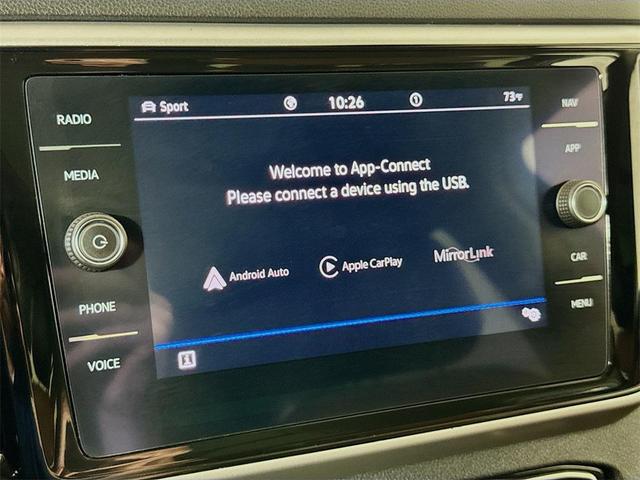 RADIO
MEDIA
PHONE
VOICE
Sport
10:26
1
73°F
Welcome to App-Connect
Please connect a device using the USB.
Android Auto
Apple CarPlay
MirrorLink
NAV
APP
CAR
MENU